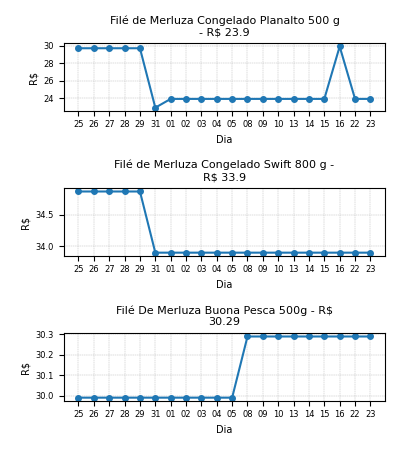 Filé de Merluza Congelado Planalto 500 g
- R$ 23.9
30
28
26
24
R$
25 26 27 28 29 31 01 02 03 04 05 08 09 10 13 14 15 16 22 23
Dia
Filé de Merluza Congelado Swift 800 g -
R$ 33.9
34.5
34.0
R$
25 26 27 28 29 31 01 02 03 04 05 08 09 10 13 14 15 16 22 23
Dia
Filé De Merluza Buona Pesca 500g - R$
30.29
30.3
30.2
30.1
30.0
R$
25 26 27 28 29 31 01 02 03 04 05 08 09 10 13 14 15 16 22 23
Dia